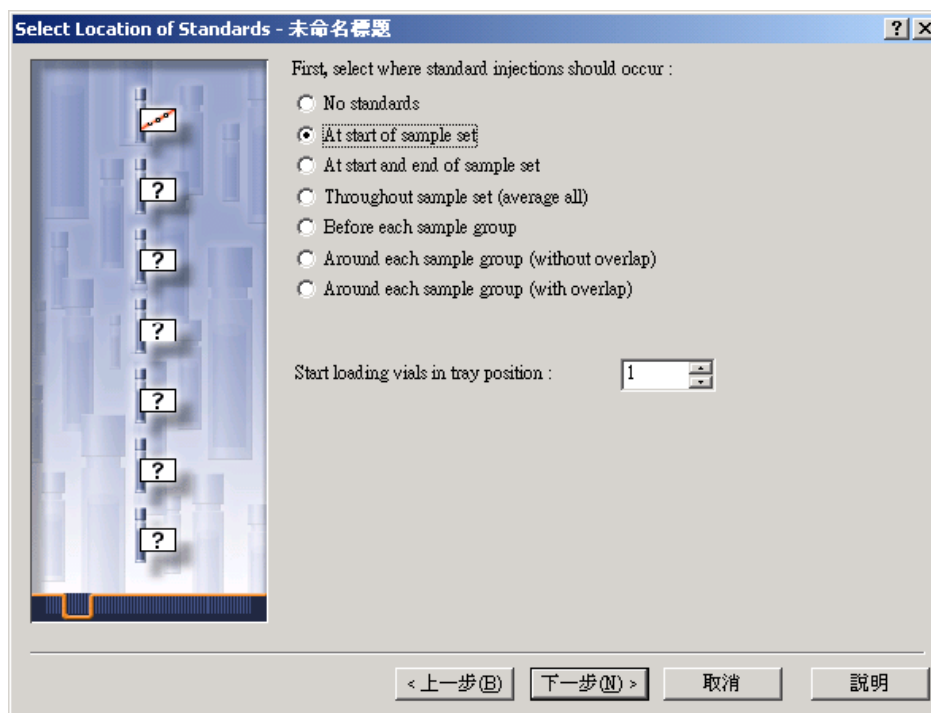 Select Location of Standards - 未命名標題
First, select where standard injections should occur :
No standards
At start of sample set
At start and end of sample set
Throughout sample set (average all)
Before each sample group
Around each sample group (without overlap)
Around each sample group (with overlap)
?
?
?
?
?
?
Start loading vials in tray position : 1
< 上一步(B) 下一步(N) > 取消 說明